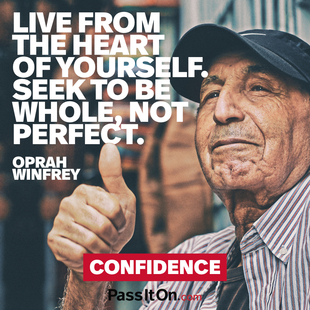 LIVE FROM
THE HEART
OF YOURSELF.
SEEK TO BE
WHOLE, NOT
PERFECT.
OPRAH
WINFREY
CONFIDENCE
PassItOn.com